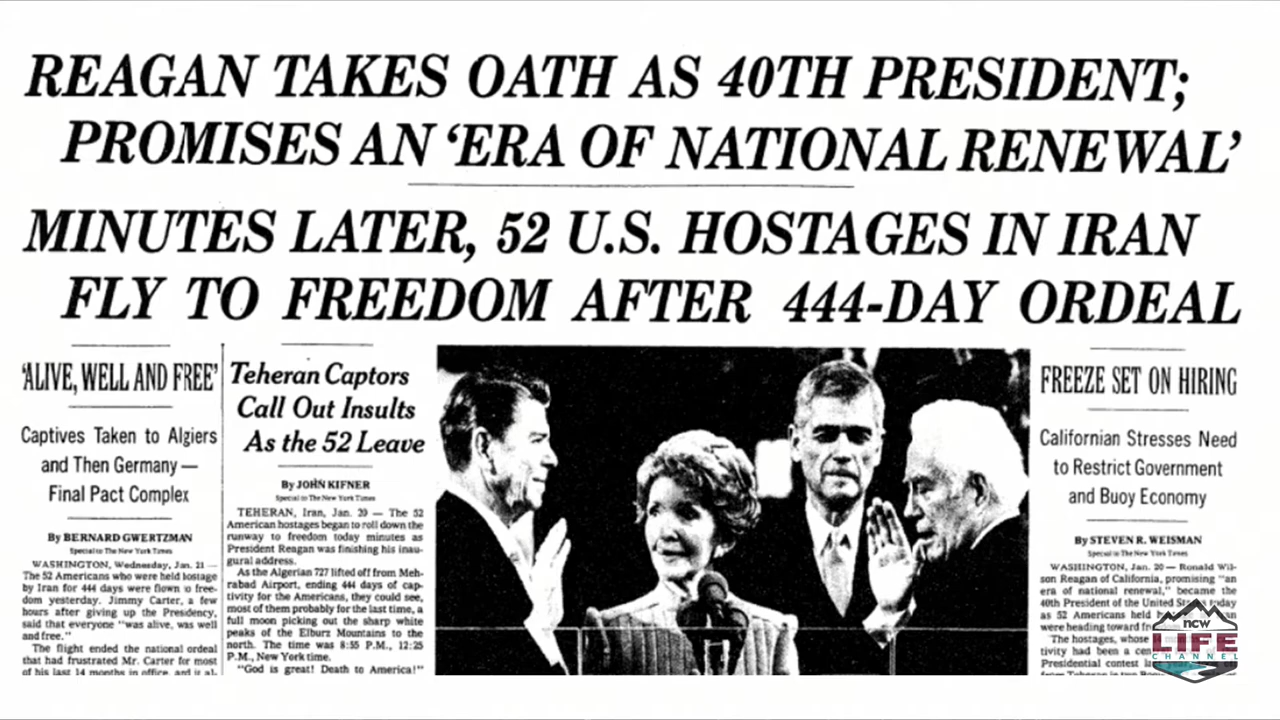 REAGAN TAKES OATH AS 40TH PRESIDENT;
PROMISES AN ‘ERA OF NATIONAL RENEWAL’
MINUTES LATER, 52 U.S. HOSTAGES IN IRAN
FLY TO FREEDOM AFTER 444-DAY ORDEAL
‘ALIVE, WELL AND FREE’
Captives Taken to Algiers
and Then Germany —
Final Pact Complex
By BERNARD GWERTZMAN
Special to The New York Times
WASHINGTON, Wednesday, Jan. 21 —
The 52 Americans who were held hostage
by Iran for 444 days were flown to free-
dom yesterday. Jimmy Carter, a few
hours after giving up the Presidency,
said that everyone “was alive, was well
and free.”
The flight ended the national ordeal
that had frustrated Mr. Carter for most
of his last 14 months in office, and it al-
Teheran Captors
Call Out Insults
As the 52 Leave
By JOHN KIFNER
Special to The New York Times
TEHERAN, Iran, Jan. 20 — The 52
American hostages began to roll down the
runway to freedom today minutes as
President Reagan was finishing his inau-
gural address.
As the Algerian 727 lifted off from Meh-
rabad Airport, ending 444 days of cap-
tivity for the Americans, they could see,
most of them probably for the last time, a
full moon picking out the sharp white
peaks of the Elburz Mountains to the
north. The time was 8:55 P.M., 12:25
P.M., New York time.
“God is great! Death to America!”
FREEZE SET ON HIRING
Californian Stresses Need
to Restrict Government
and Buoy Economy
By STEVEN R. WEISMAN
Special to The New York Times
WASHINGTON, Jan. 20 — Ronald Wil-
son Reagan of California, promising “an
era of national renewal,” became the
40th President of the United States today
as 52 Americans held
were heading toward
The hostages, whose
tivity had been a
Presidential contest
ncw
LIFE
CHANNEL